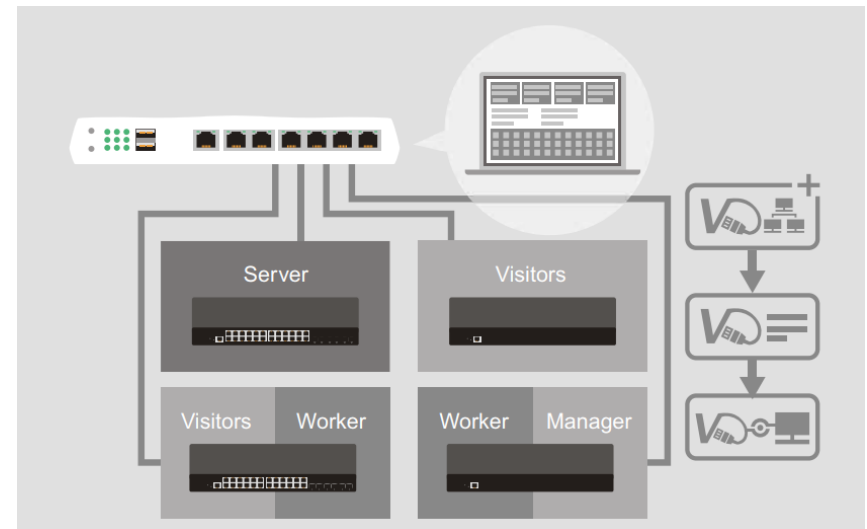 Server
Visitors
Visitors
Worker
Worker
Manager
V
V
V